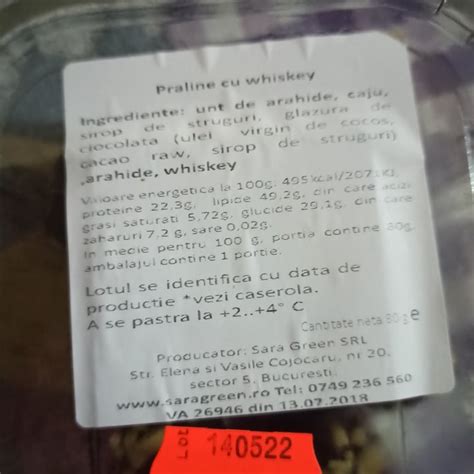 Praline cu whiskey
Ingrediente: unt de arahide, caju,
sirop de struguri, glazura de
ciocolata (ulei virgin de cocos,
cacao raw, sirop de struguri)
,arahide, whiskey
Valoare energetica la 100g: 495kcal/2071kJ,
proteine 22,3g, lipide 49,2g, din care acizi
grasi saturati 5,72g, glucide 29,1g, din care
zaharuri 7,2 g, sare 0,02g.
In medie pentru 100 g, portia contine 80g,
ambalajul contine 1 portie.
Lotul se identifica cu data de
productie *vezi caserola.
A se pastra la +2..+4° C
Cantitate neta 80g e
Producator: Sara Green SRL
Str. Elena si Vasile Cojocaru, nr 20,
sector 5, Bucuresti.
www.saragreen.ro Tel: 0749 236 560
VA 26946 din 13.07.2018
Lot 140522